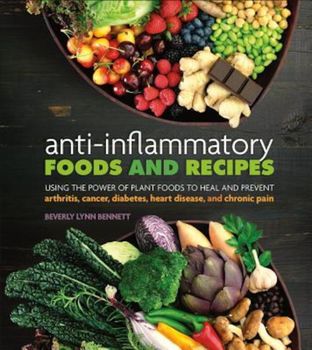 anti-inflammatory
FOODS AND RECIPES
USING THE POWER OF PLANT FOODS TO HEAL AND PREVENT
arthritis, cancer, diabetes, heart disease, and chronic pain
BEVERLY LYNN BENNETT